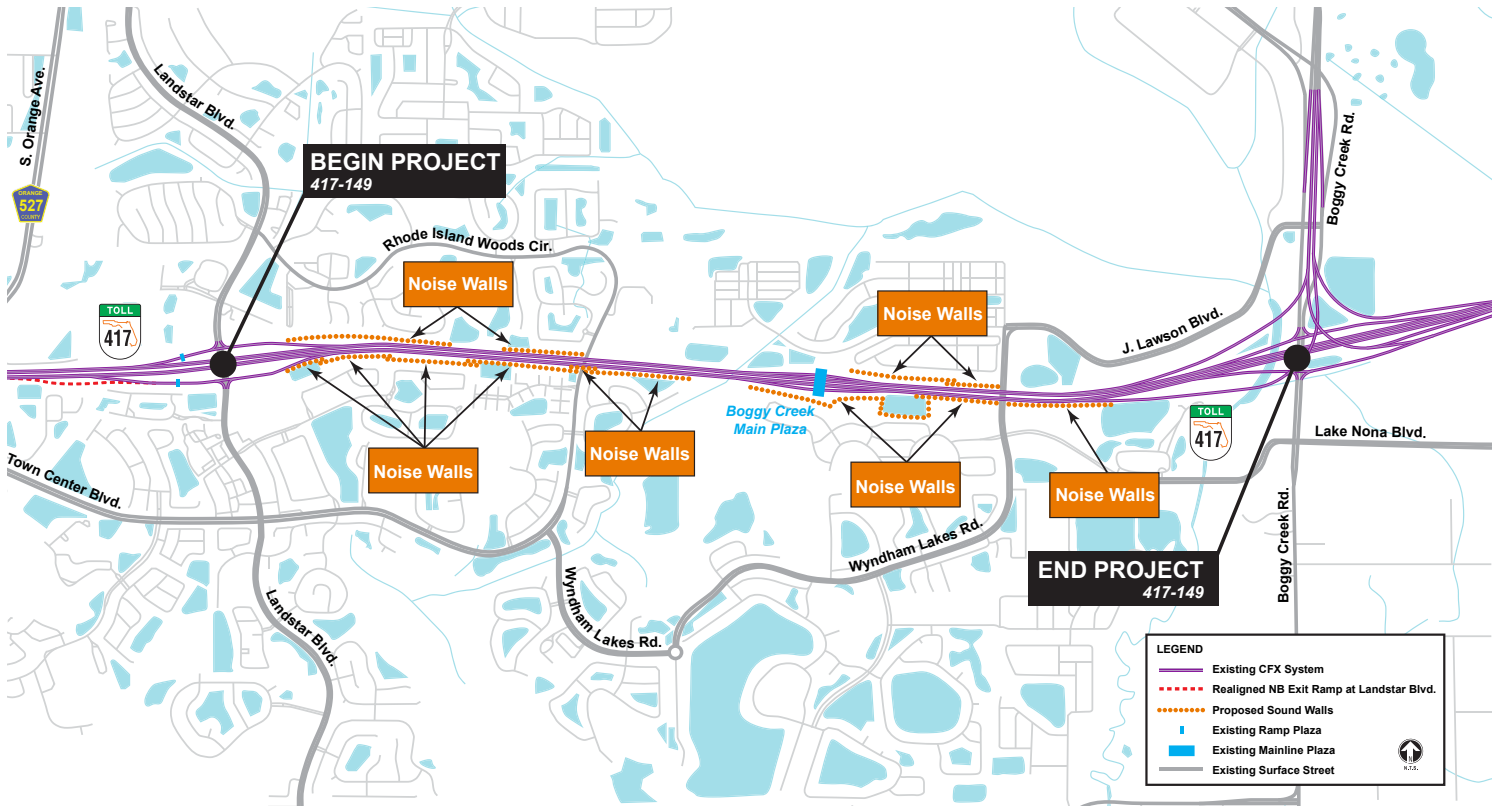 S. Orange Ave.
ORANGE
527
COUNTY
Landstar Blvd.
BEGIN PROJECT
417-149
Rhode Island Woods Cir.
Noise Walls
TOLL
417
Noise Walls
J. Lawson Blvd.
Boggy Creek Rd.
Boggy Creek
Main Plaza
TOLL
417
Lake Nona Blvd.
Town Center Blvd.
Noise Walls
Noise Walls
Noise Walls
Noise Walls
Wyndham Lakes Rd.
Boggy Creek Rd.
END PROJECT
417-149
Landstar Blvd.
Wyndham Lakes Rd.
LEGEND
Existing CFX System
Realigned NB Exit Ramp at Landstar Blvd.
Proposed Sound Walls
Existing Ramp Plaza
Existing Mainline Plaza
Existing Surface Street
N
N.T.S.